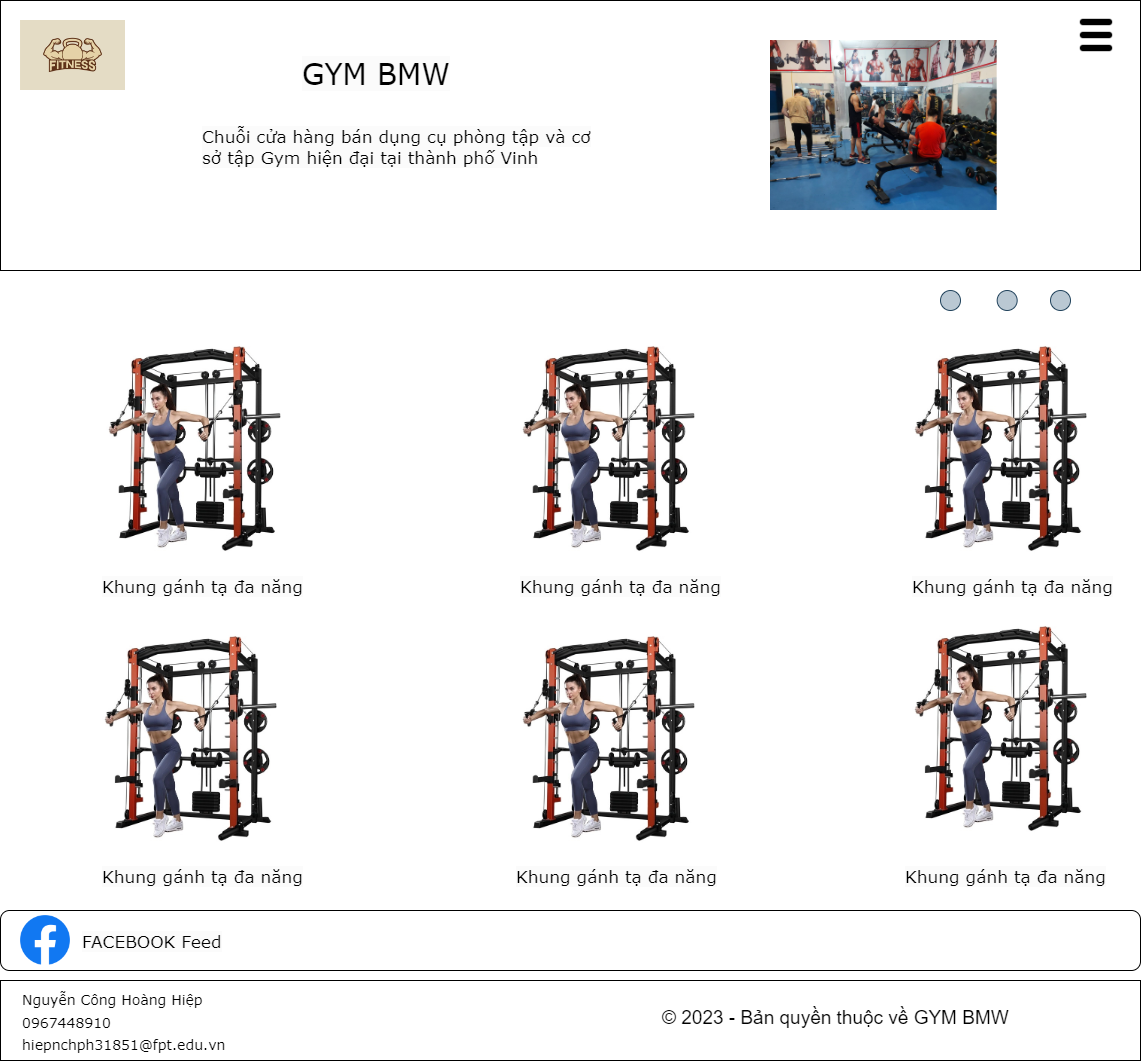 FITNESS
GYM BMW
Chuỗi cửa hàng bán dụng cụ phòng tập và cơ
sở tập Gym hiện đại tại thành phố Vinh
Khung gánh tạ đa năng
Khung gánh tạ đa năng
Khung gánh tạ đa năng
Khung gánh tạ đa năng
Khung gánh tạ đa năng
Khung gánh tạ đa năng
FACEBOOK Feed
Nguyễn Công Hoàng Hiệp
0967448910
hiepnchph31851@fpt.edu.vn
© 2023 - Bản quyền thuộc về GYM BMW